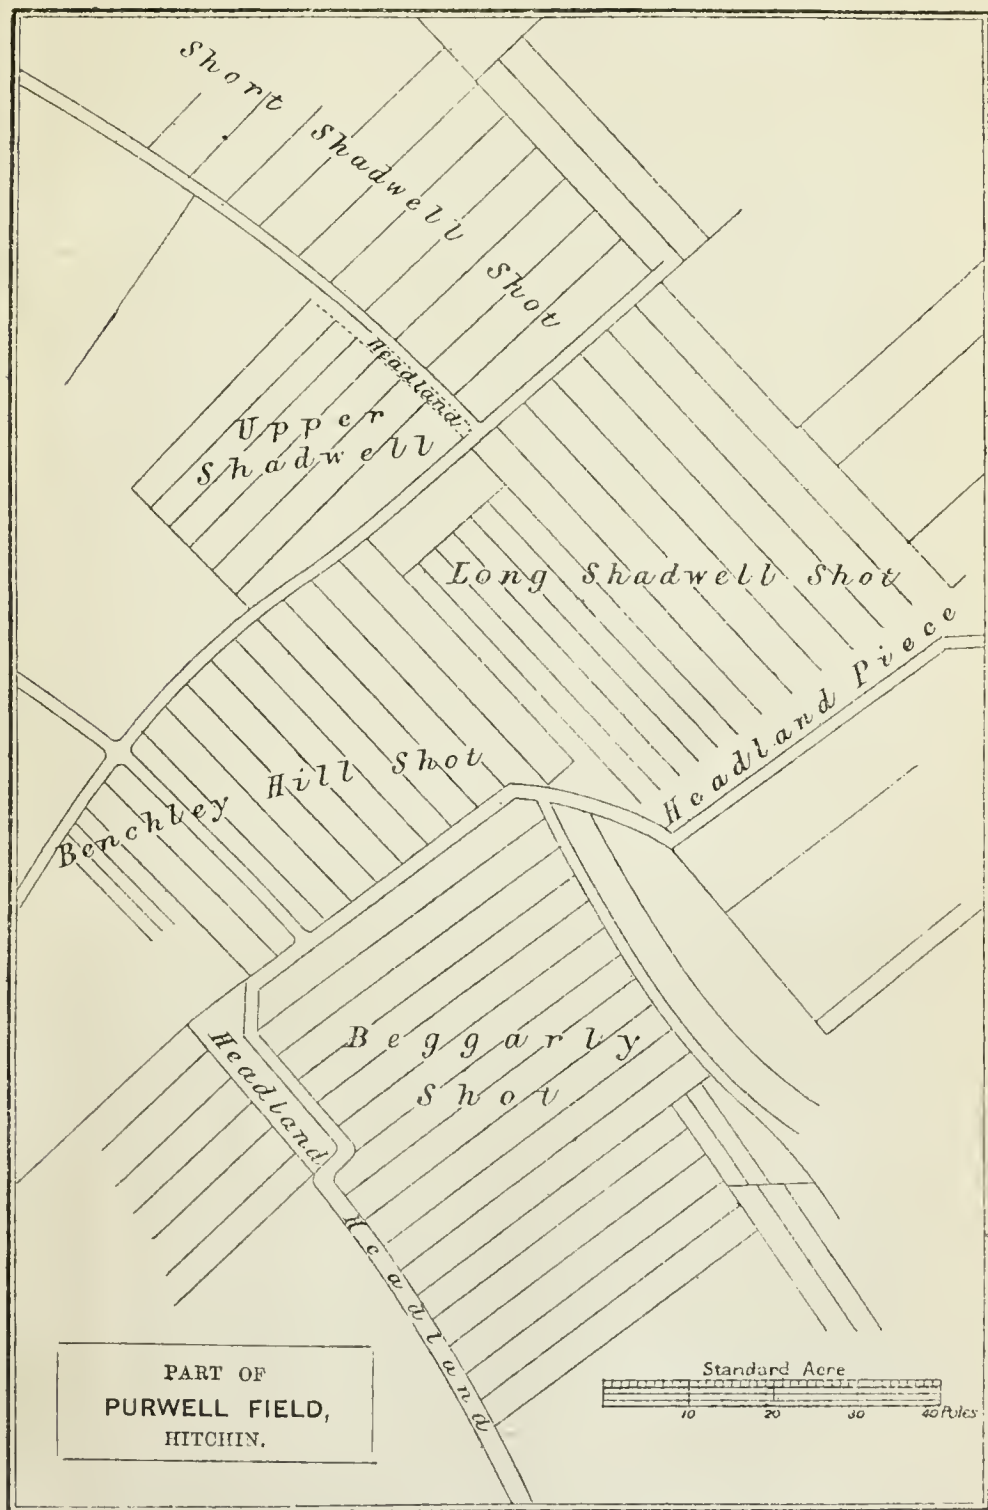 Short Shadwell Shot
Headland
Upper
Shadwell
Long Shadwell Shot
Headland Piece
Benchley Hill Shot
Beggarly
Shot
Headland
Headland
PART OF
PURWELL FIELD,
HITCHIN.
Standard Acre
10 20 30 40 Poles